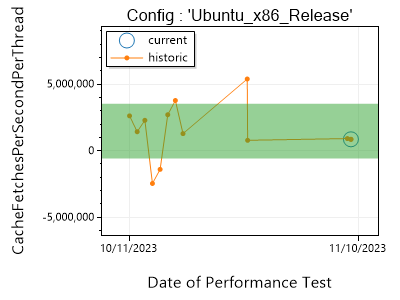 Config : 'Ubuntu_x86_Release'
current
historic
CacheFetchesPerSecondPerThread
5,000,000
0
-5,000,000
10/11/2023
11/10/2023
Date of Performance Test